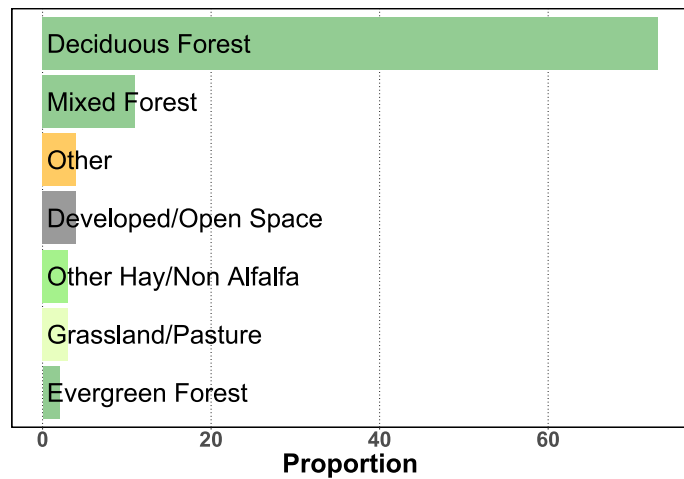 Deciduous Forest
Mixed Forest
Other
Developed/Open Space
Other Hay/Non Alfalfa
Grassland/Pasture
Evergreen Forest
0 20 40 60
Proportion